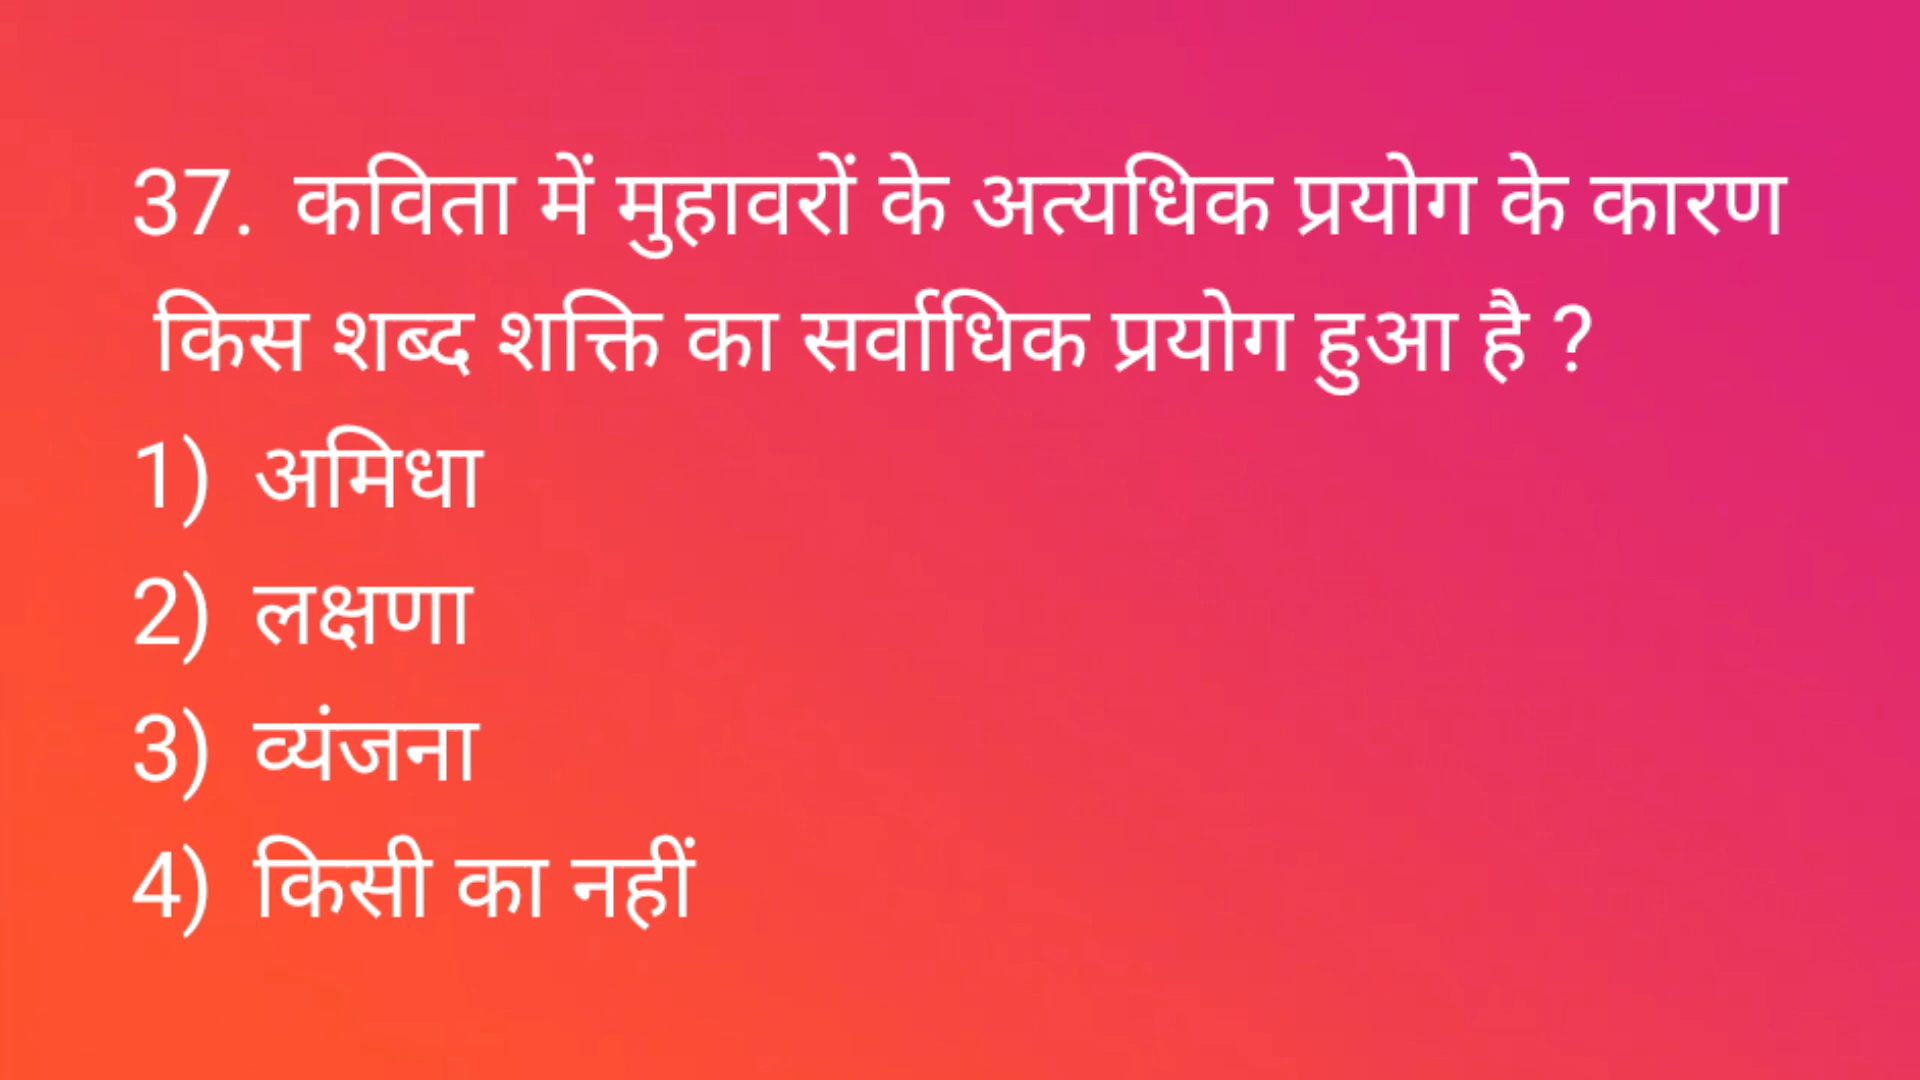 37. कविता में मुहावरों के अत्यधिक प्रयोग के कारण
किस शब्द शक्ति का सर्वाधिक प्रयोग हुआ है ?
1) अमिधा
2) लक्षणा
3) व्यंजना
4) किसी का नहीं